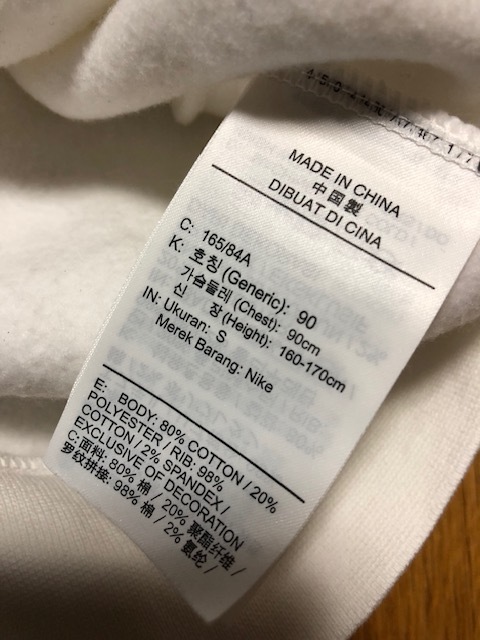 MADE IN CHINA
中国製
DIBUAT DI CINA
C: 165/84A
K: 호칭 (Generic): 90
가슴둘레 (Chest): 90cm
신 장 (Height): 160-170cm
IN: Ukuran: S
Merek Barang: Nike
E:
BODY: 80% COTTON / 20%
POLYESTER / RIB: 98%
COTTON / 2% SPANDEX /
EXCLUSIVE OF DECORATION
C: 面料: 80% 棉 / 20% 聚酯纤维 /
罗纹拼接: 98% 棉 / 2% 氨纶 /